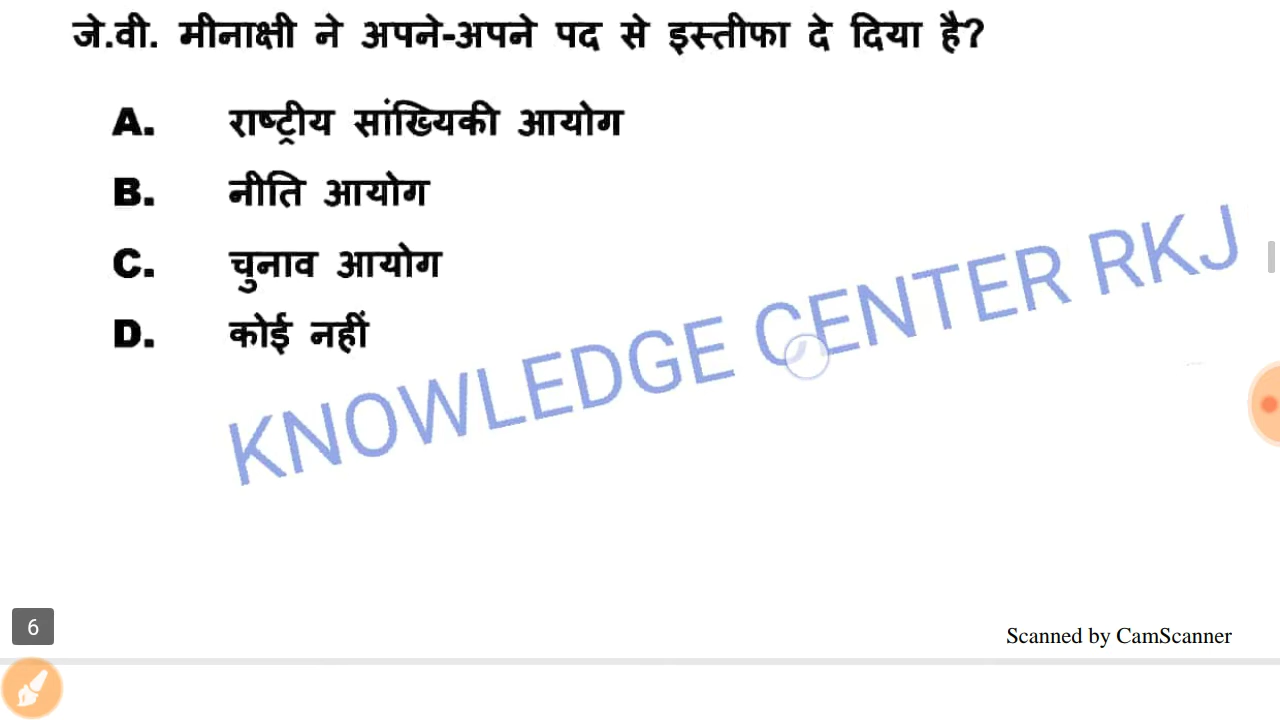 जे.वी. मीनाक्षी ने अपने-अपने पद से इस्तीफा दे दिया है?
A. राष्ट्रीय सांख्यिकी आयोग
B. नीति आयोग
C. चुनाव आयोग
D. कोई नहीं
KNOWLEDGE CENTER RKJ
6
Scanned by CamScanner